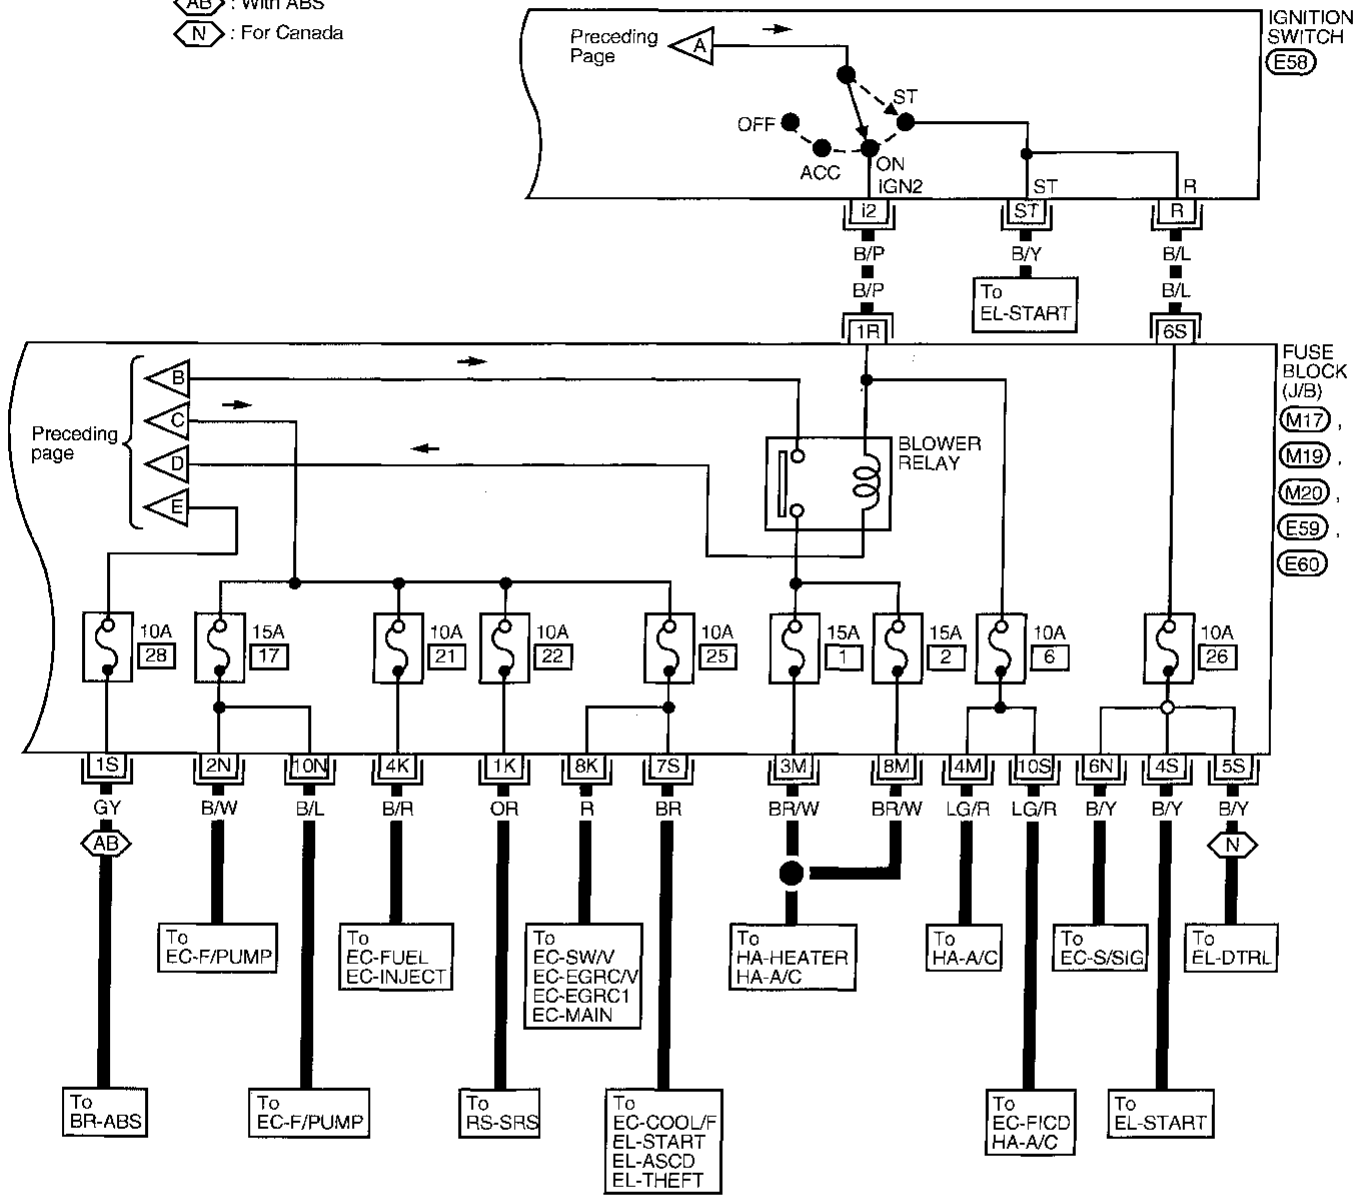 AB : With ABS
N : For Canada
IGNITION
SWITCH
E58
Preceding
Page
A
ST
OFF
ACC
ON
IGN2
ST
R
i2
ST
R
B/P
B/Y
B/L
B/P
To
EL-START
B/L
1R
6S
FUSE
BLOCK
(J/B)
M17 ,
M19 ,
M20 ,
E59 ,
E60
Preceding
page
B
C
D
E
BLOWER
RELAY
10A
28
15A
17
10A
21
10A
22
10A
25
15A
1
15A
2
10A
6
10A
26
1S
2N
10N
4K
1K
8K
7S
3M
8M
4M
10S
6N
4S
5S
GY
B/W
B/L
B/R
OR
R
BR
BR/W
BR/W
LG/R
LG/R
B/Y
B/Y
B/Y
AB
N
To
EC-F/PUMP
To
EC-FUEL
EC-INJECT
To
EC-SW/V
EC-EGRC/V
EC-EGRC1
EC-MAIN
To
HA-HEATER
HA-A/C
To
HA-A/C
To
EC-S/SIG
To
EL-DTRL
To
BR-ABS
To
EC-F/PUMP
To
RS-SRS
To
EC-COOL/F
EL-START
EL-ASCD
EL-THEFT
To
EC-FICD
HA-A/C
To
EL-START